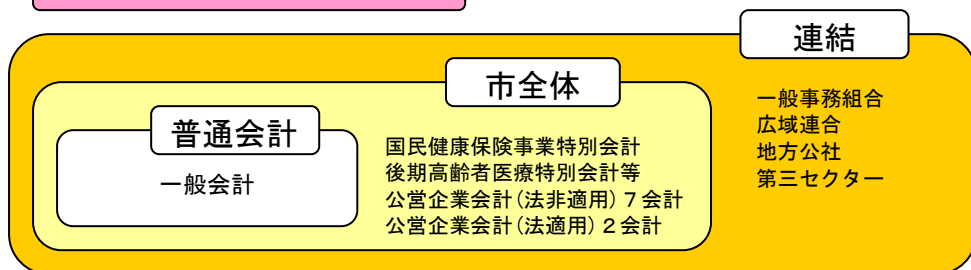 連結
市全体
普通会計
一般会計
国民健康保険事業特別会計
後期高齢者医療特別会計等
公営企業会計(法非適用)7会計
公営企業会計(法適用)2会計
一般事務組合
広域連合
地方公社
第三セクター